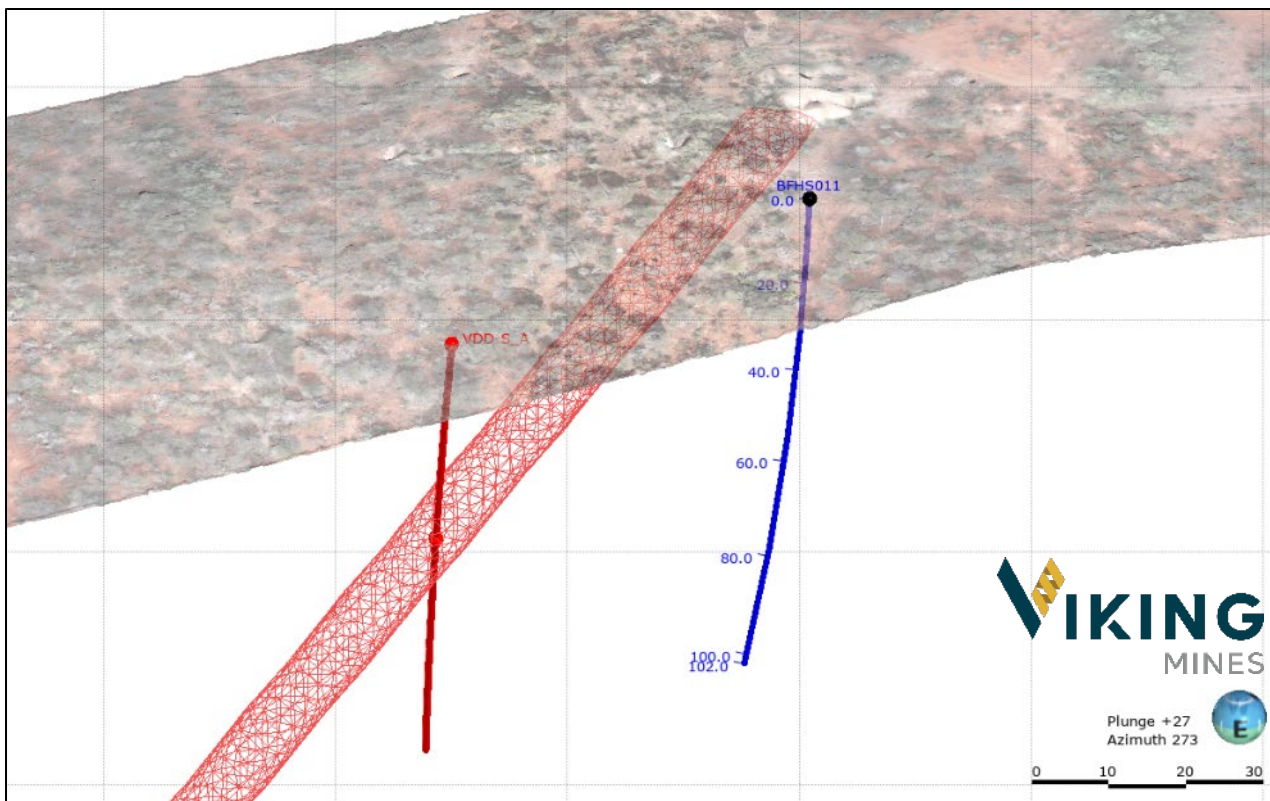 BFHS011
0.0
20.0
VDD_S_A
40.0
60.0
80.0
100.0
102.0
VIKING
MINES
Plunge +27
Azimuth 273
E
0 10 20 30